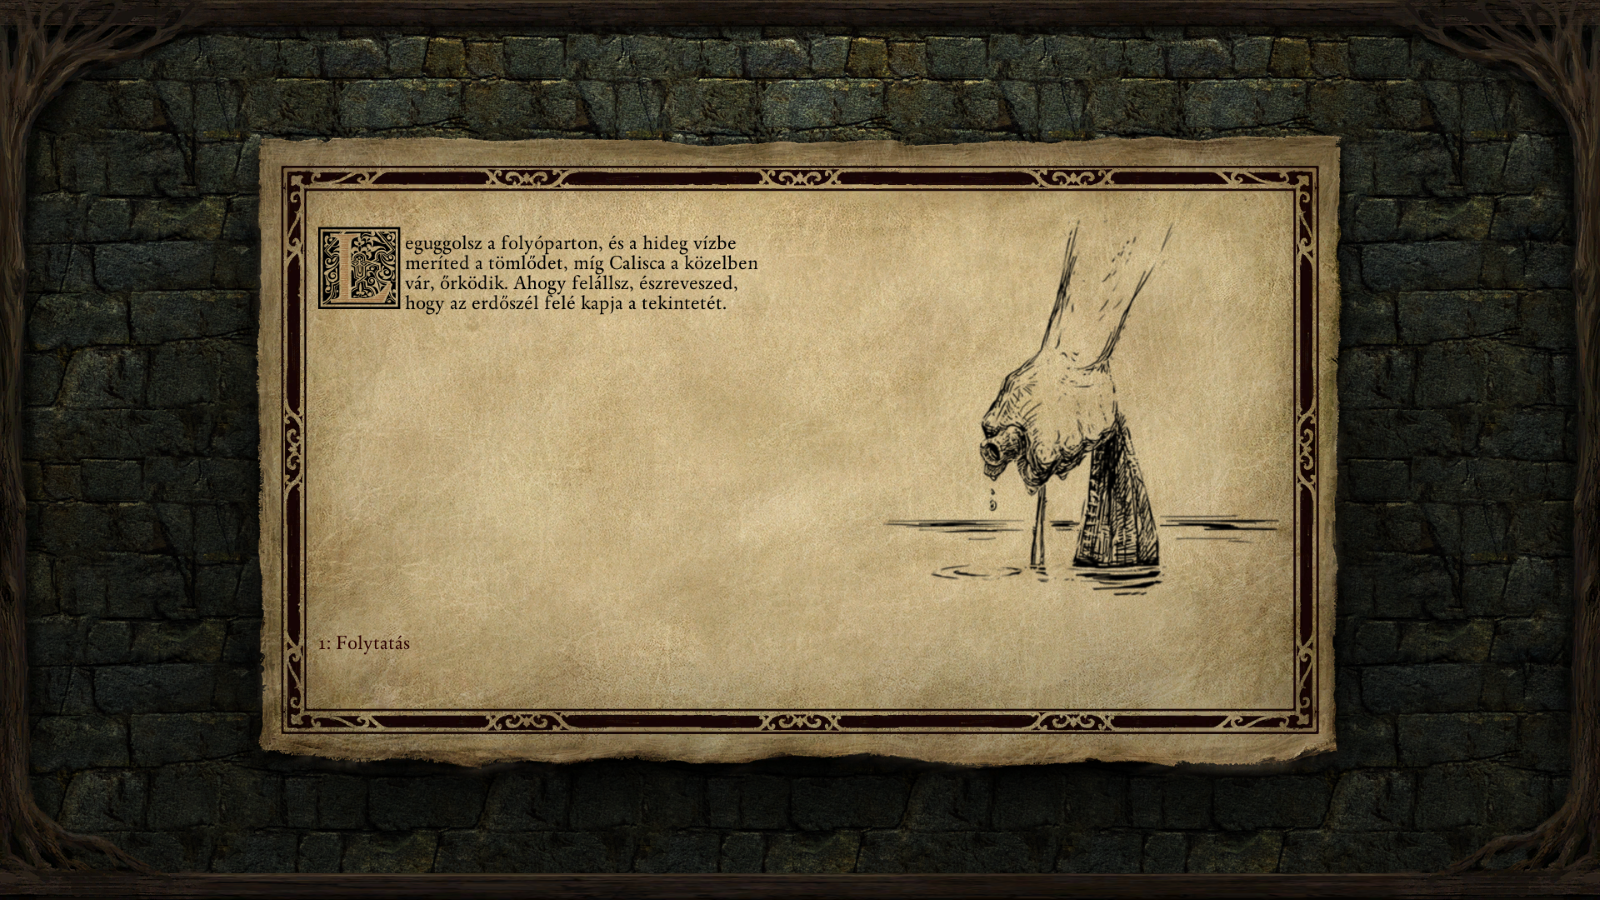 Leguggolsz a folyóparton, és a hideg vízbe
meríted a tömlődet, míg Calisca a közelben
vár, őrködik. Ahogy felállsz, észreveszed,
hogy az erdőszél felé kapja a tekintetét.
1: Folytatás